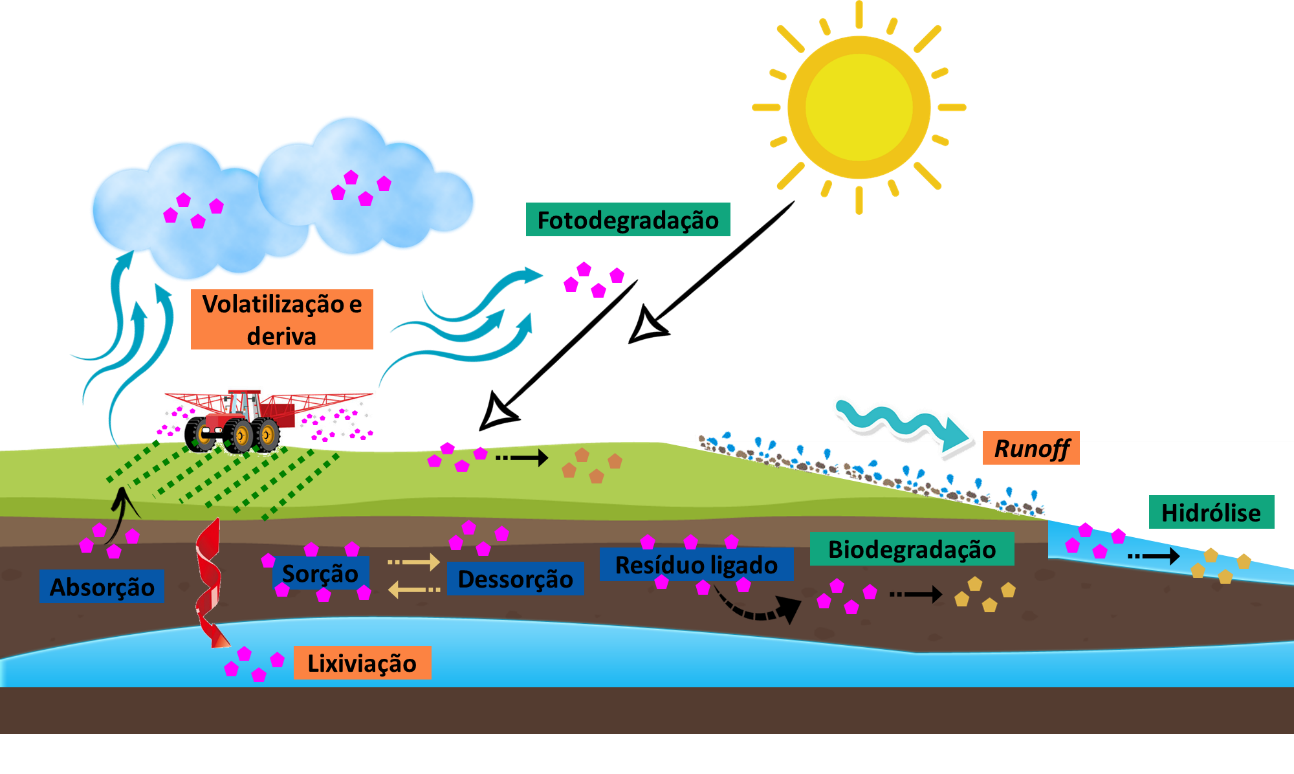 Fotodegradação
Volatilização e
deriva
Runoff
Hidrólise
Biodegradação
Resíduo ligado
Sorção
Dessorção
Absorção
Lixiviação